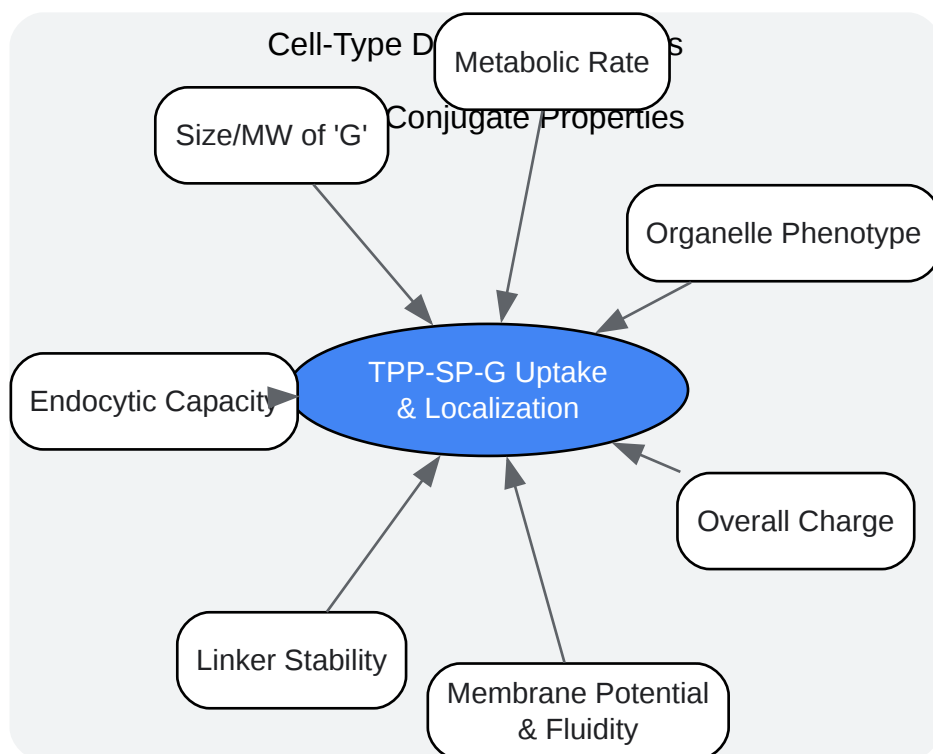 Cell-Type D s
Metabolic Rate
Conjugate Properties
Size/MW of 'G'
Organelle Phenotype
TPP-SP-G Uptake
& Localization
Endocytic Capacity
Overall Charge
Linker Stability
Membrane Potential
& Fluidity